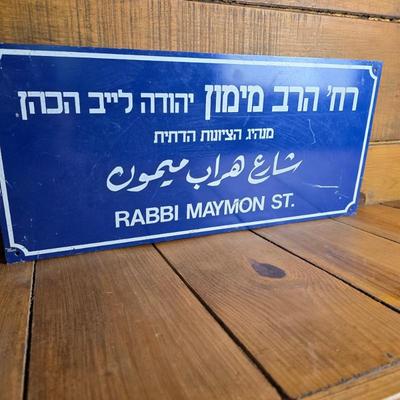 רח' הרב מימון יהודה לייב הכהן.
מנהיג הציונות הדתית
شارع هراب ميمون
RABBI MAYMON ST.